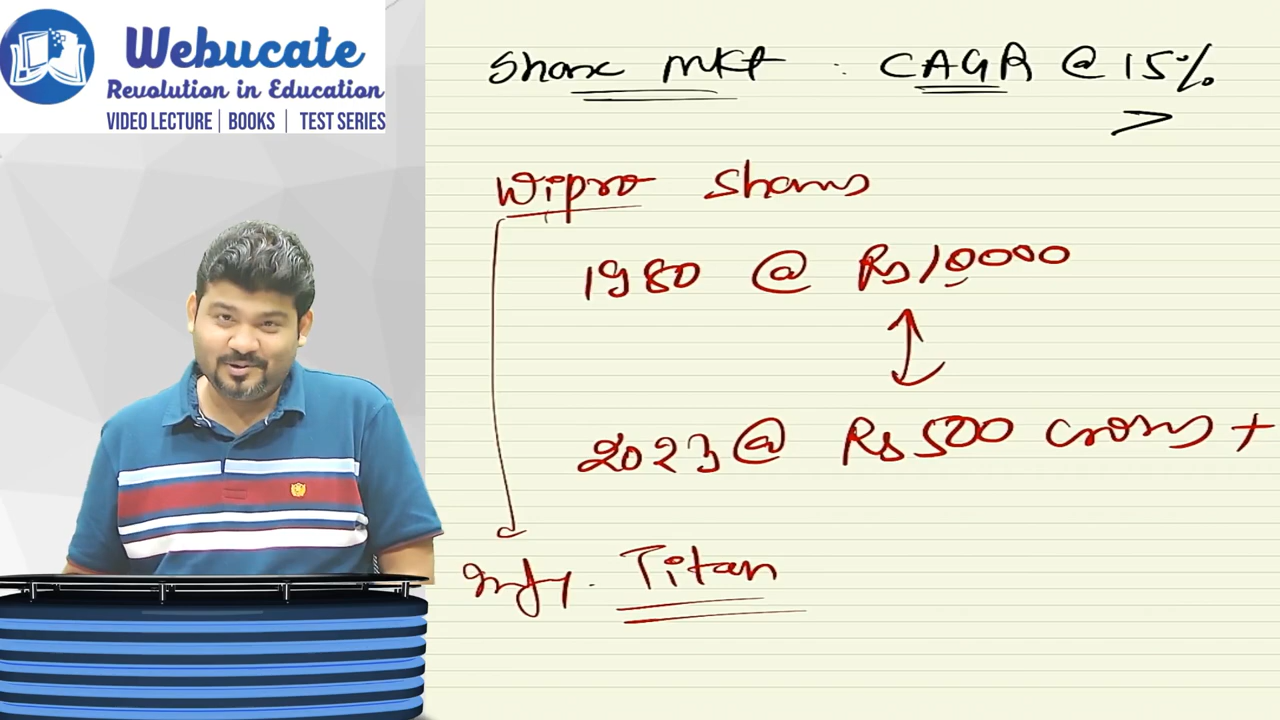 Webucate
Revolution in Education
VIDEO LECTURE | BOOKS | TEST SERIES
Share Mkt . CAGR @ 15%
>
Wipro Shares
1980 @ Rs 10000
2023 @ Rs 500 crores +
Infy. Titan